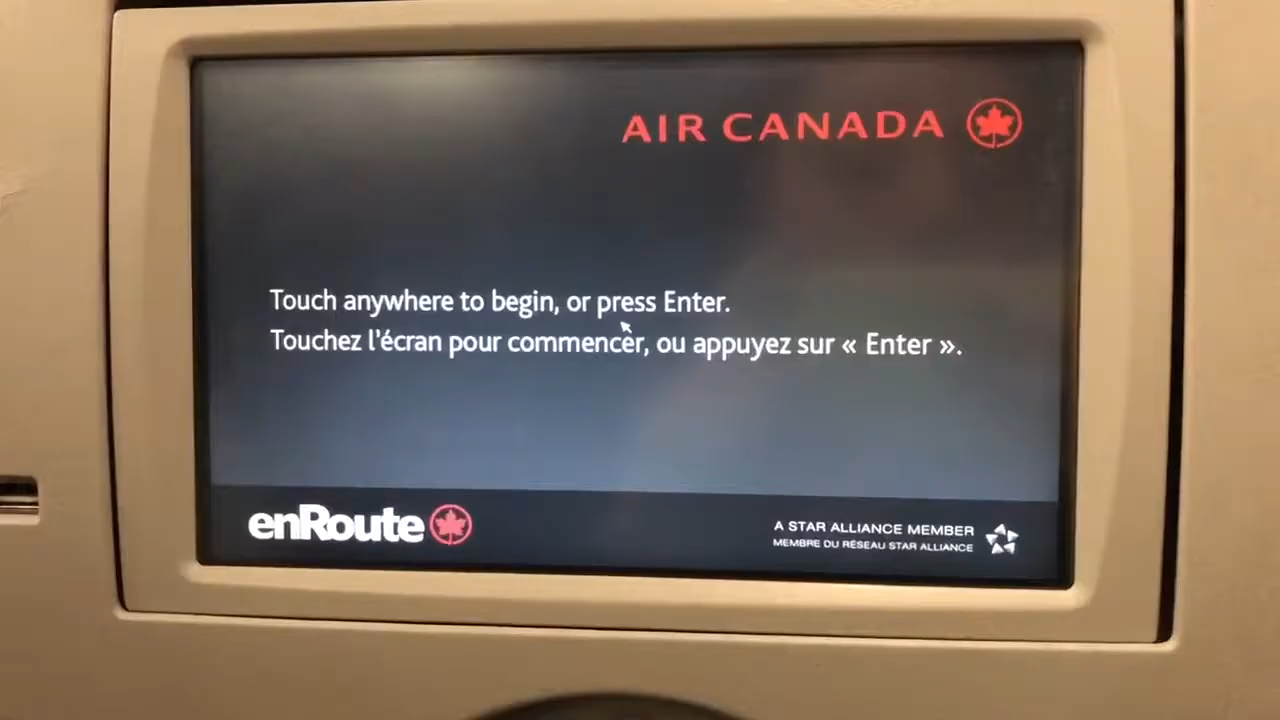 AIR CANADA
Touch anywhere to begin, or press Enter.
Touchez l'écran pour commencer, ou appuyez sur « Enter ».
enRoute
A STAR ALLIANCE MEMBER
MEMBRE DU RÉSEAU STAR ALLIANCE